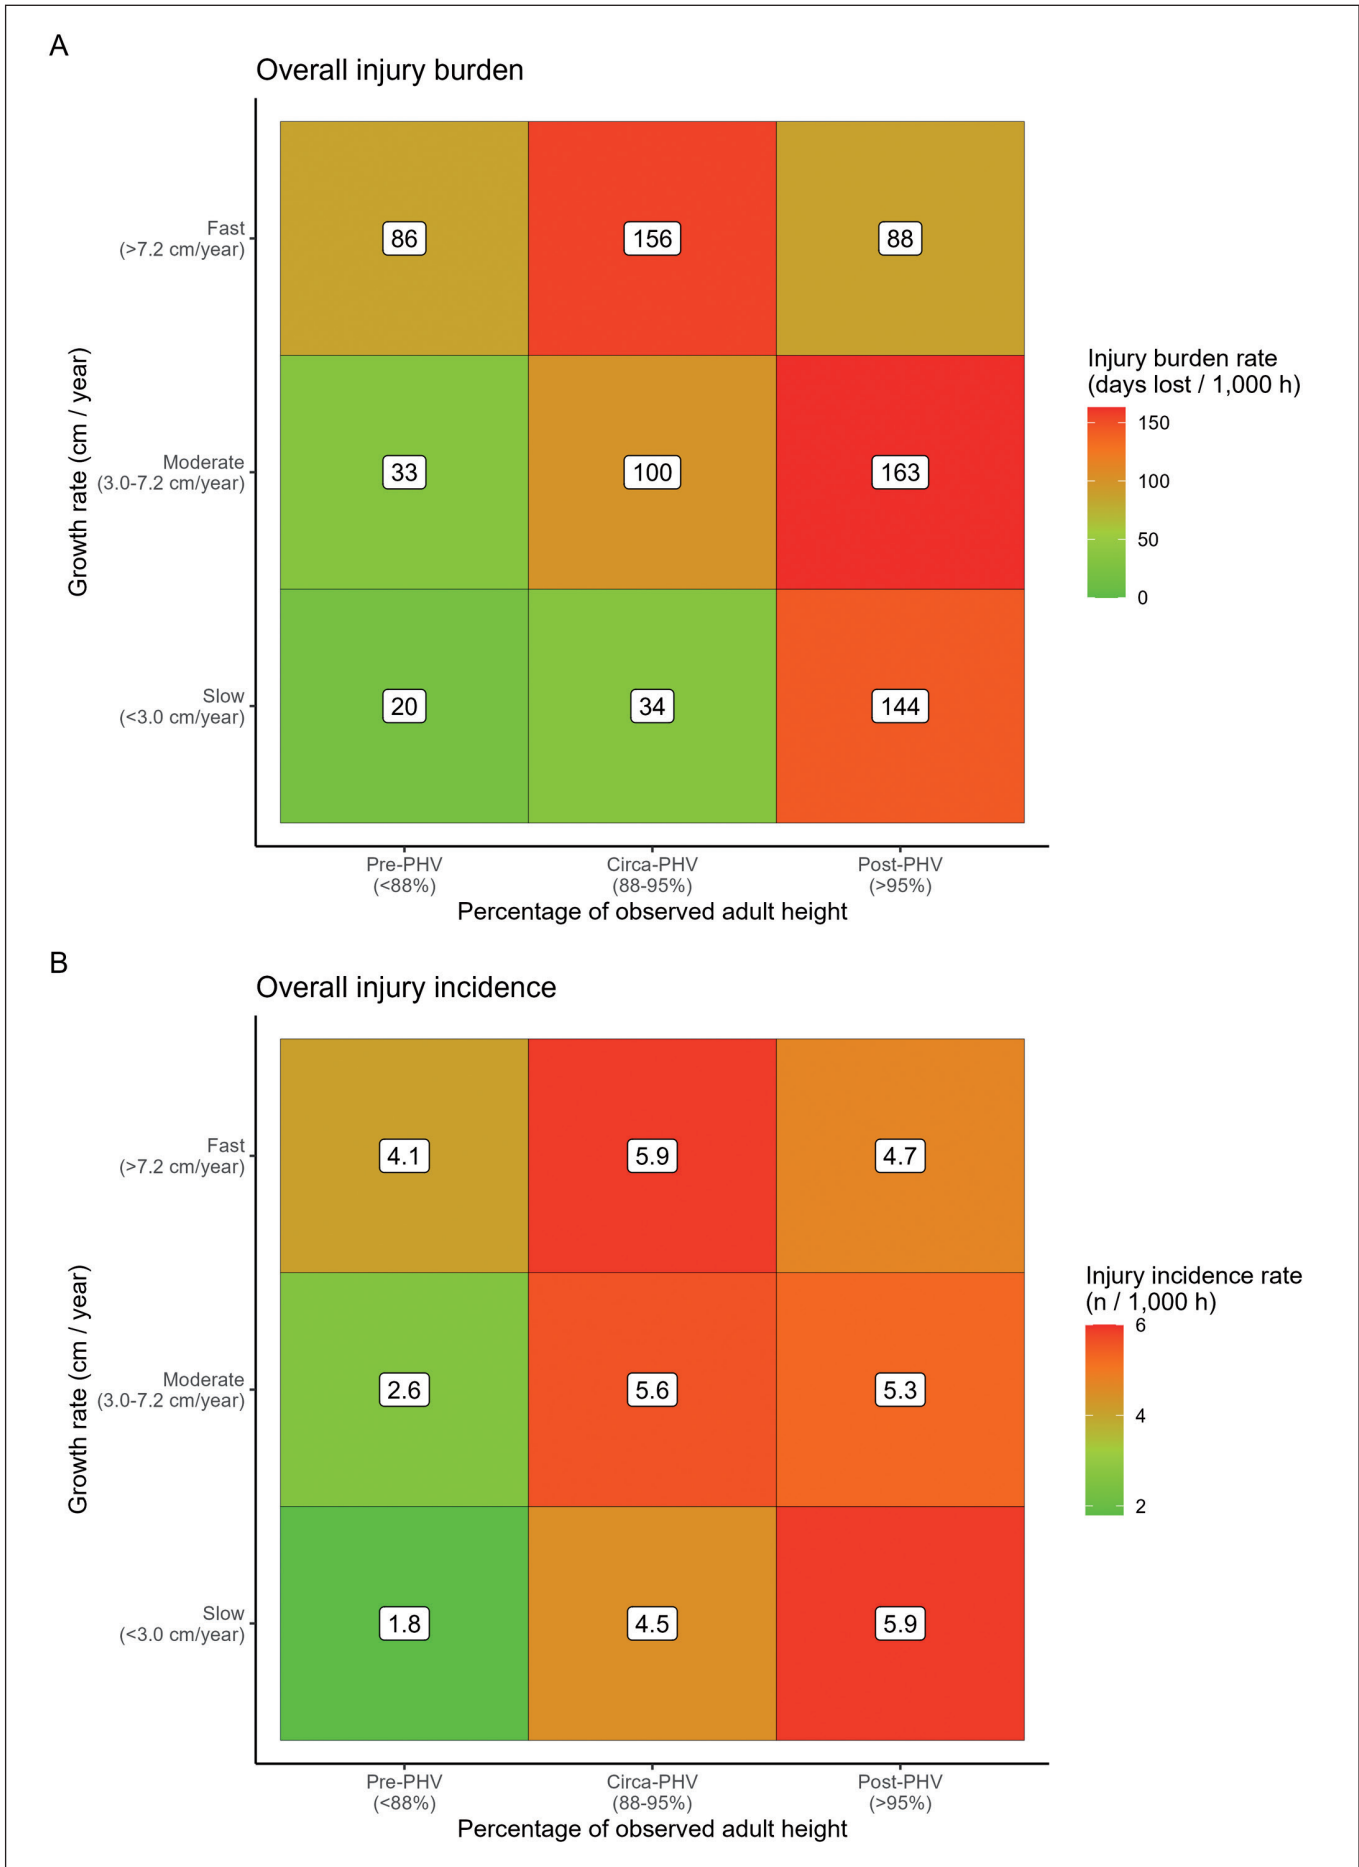 A
Overall injury burden
Growth rate (cm / year)
Fast
(>7.2 cm/year)
86
156
88
Moderate
(3.0-7.2 cm/year)
33
100
163
Slow
(<3.0 cm/year)
20
34
144
Pre-PHV
(<88%)
Circa-PHV
(88-95%)
Post-PHV
(>95%)
Percentage of observed adult height
Injury burden rate
(days lost / 1,000 h)
150
100
50
0
B
Overall injury incidence
Growth rate (cm / year)
Fast
(>7.2 cm/year)
4.1
5.9
4.7
Moderate
(3.0-7.2 cm/year)
2.6
5.6
5.3
Slow
(<3.0 cm/year)
1.8
4.5
5.9
Pre-PHV
(<88%)
Circa-PHV
(88-95%)
Post-PHV
(>95%)
Percentage of observed adult height
Injury incidence rate
(n / 1,000 h)
6
4
2